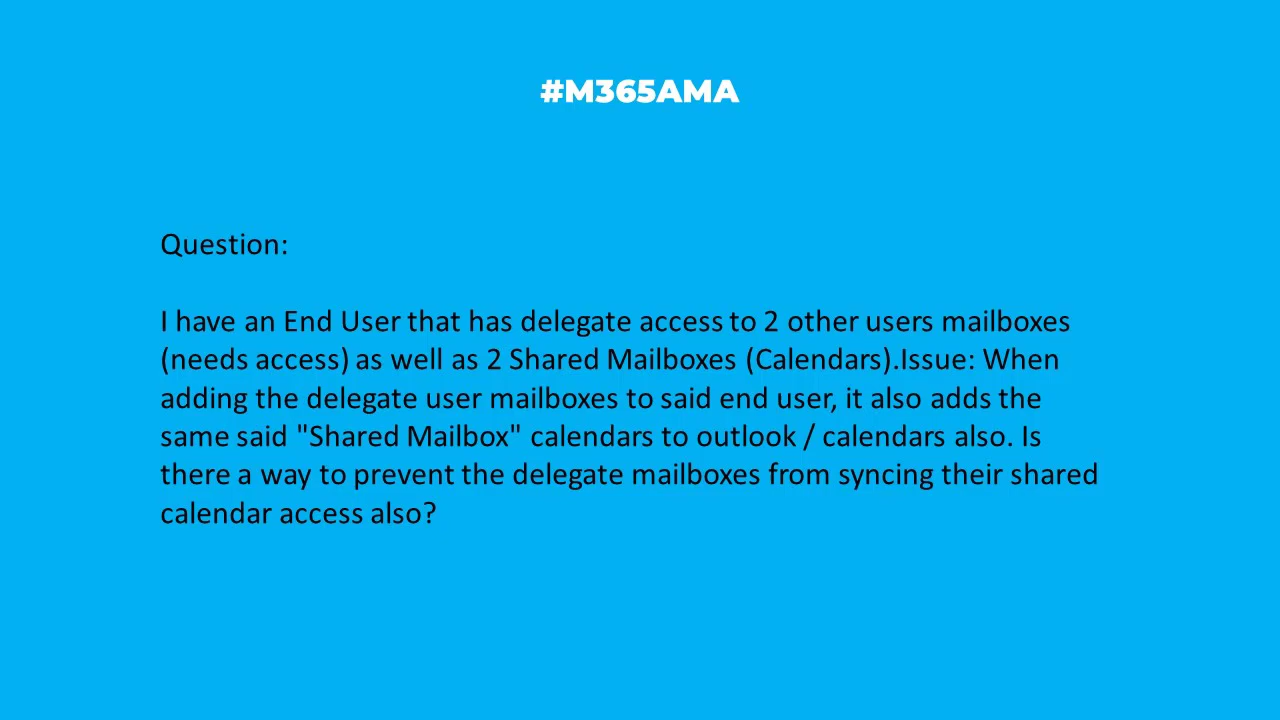 #M365AMA
Question:
I have an End User that has delegate access to 2 other users mailboxes
(needs access) as well as 2 Shared Mailboxes (Calendars).Issue: When
adding the delegate user mailboxes to said end user, it also adds the
same said "Shared Mailbox" calendars to outlook / calendars also. Is
there a way to prevent the delegate mailboxes from syncing their shared
calendar access also?